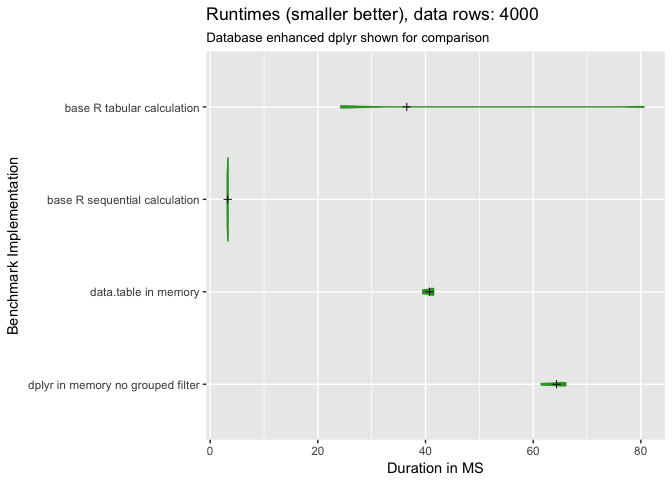 Runtimes (smaller better), data rows: 4000
Database enhanced dplyr shown for comparison
Benchmark Implementation
base R tabular calculation
base R sequential calculation
data.table in memory
dplyr in memory no grouped filter
0 20 40 60 80
Duration in MS